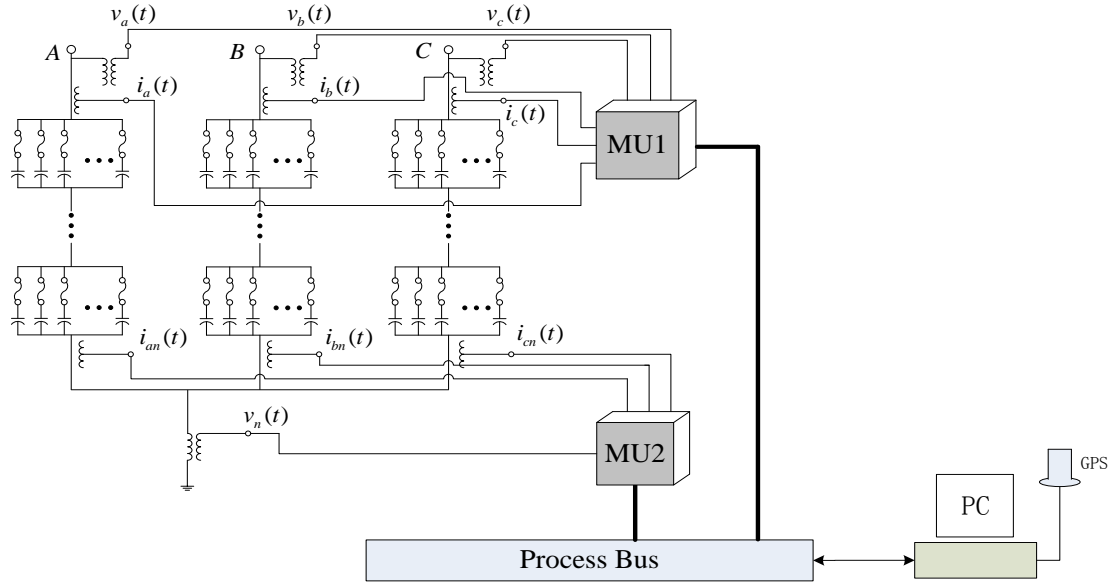 v_a(t) v_b(t) v_c(t)
A B C
i_a(t) i_b(t) i_c(t)
MU1
i_an(t) i_bn(t) i_cn(t)
v_n(t)
MU2
GPS
PC
Process Bus